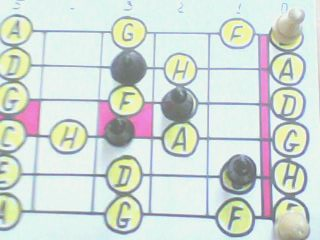 3 2 1 0
A G F
D H A
G F D
C H A G
E D H
A G F